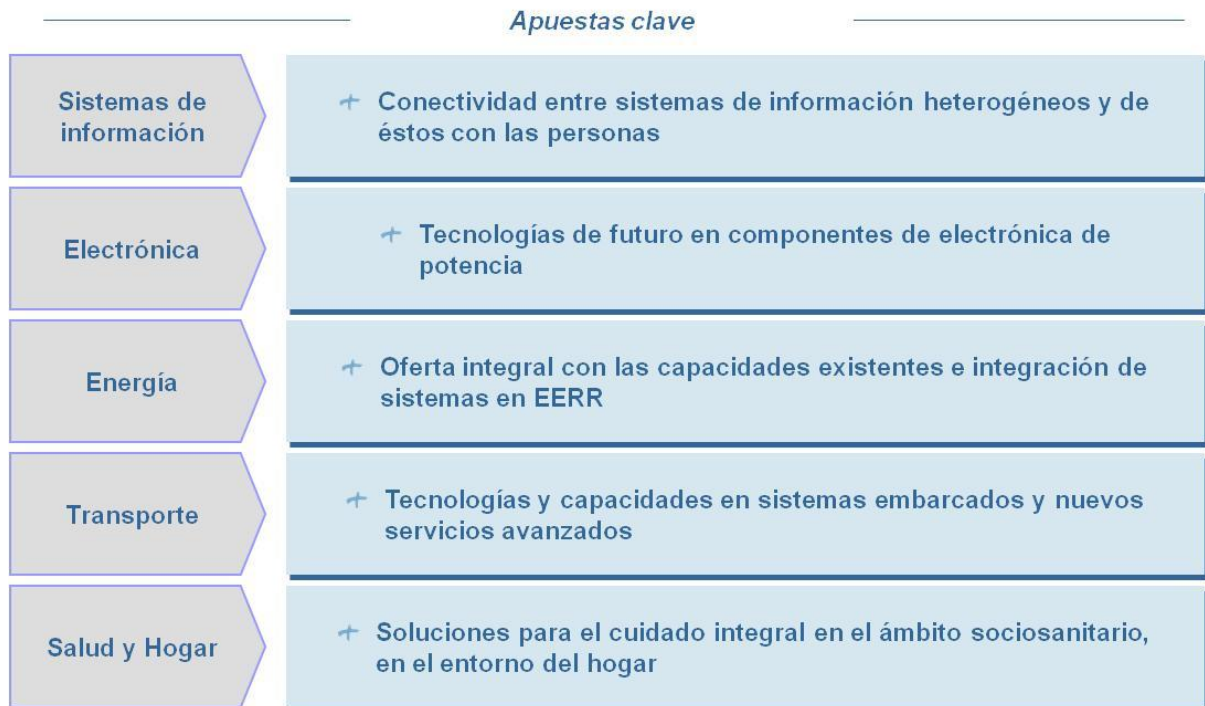 Apuestas clave
Sistemas de
información
Conectividad entre sistemas de información heterogéneos y de
éstos con las personas
Electrónica
Tecnologías de futuro en componentes de electrónica de
potencia
Energía
Oferta integral con las capacidades existentes e integración de
sistemas en EERR
Transporte
Tecnologías y capacidades en sistemas embarcados y nuevos
servicios avanzados
Salud y Hogar
Soluciones para el cuidado integral en el ámbito sociosanitario,
en el entorno del hogar